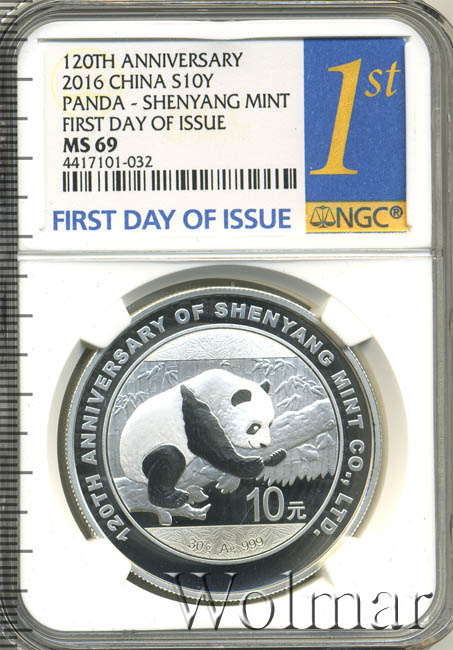 120TH ANNIVERSARY
2016 CHINA S10Y
PANDA - SHENYANG MINT
FIRST DAY OF ISSUE
MS 69
4417101-032
FIRST DAY OF ISSUE
1st
NGC®
120TH ANNIVERSARY OF SHENYANG MINT CO., LTD.
10元
30g Ag .999
Wolmar